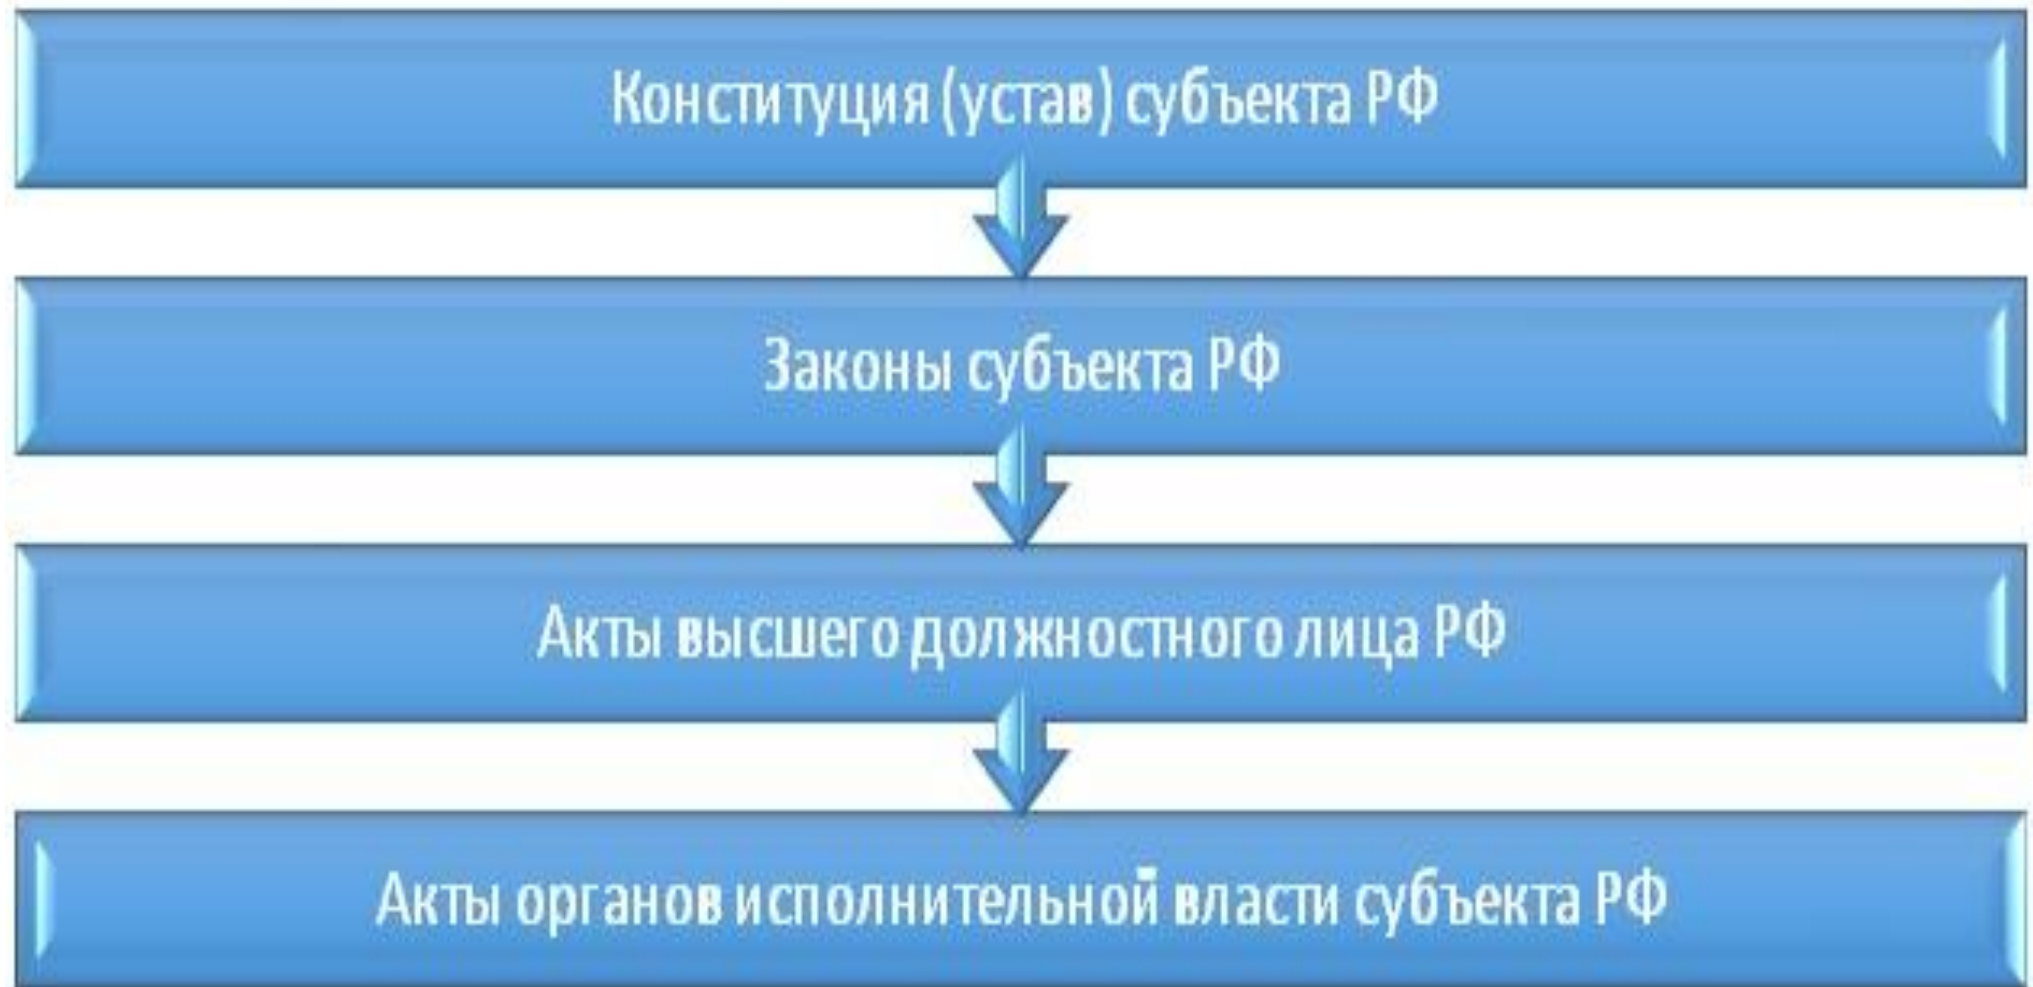 Конституция (устав) субъекта РФ
Законы субъекта РФ
Акты высшего должностного лица РФ
Акты органов исполнительной власти субъекта РФ